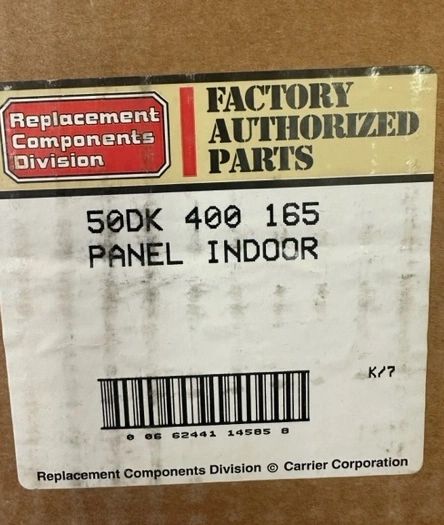 Replacement
Components
Division
FACTORY
AUTHORIZED
PARTS
50DK 400 165
PANEL INDOOR
K/7
0 06 62441 14585 8
Replacement Components Division © Carrier Corporation